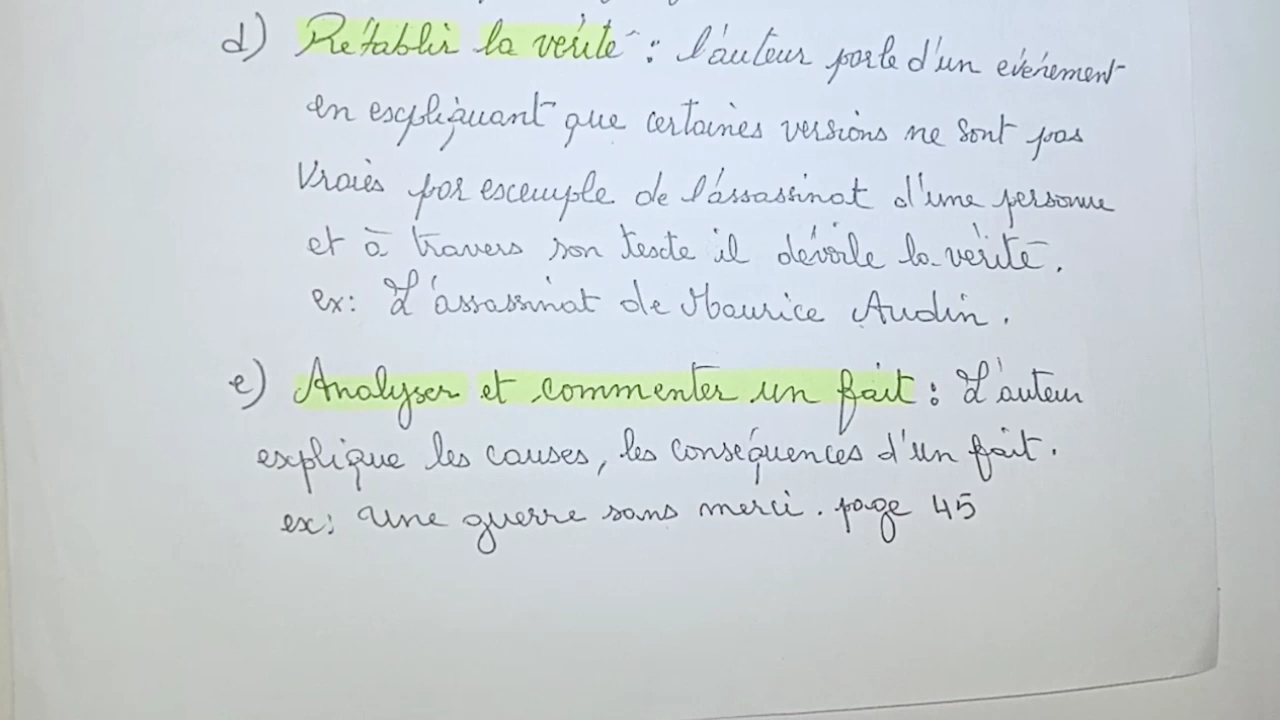 d) Rétablir la vérité : l'auteur parle d'un événement
en expliquant que certaines versions ne sont pas
vraies par exemple de l'assassinat d'une personne
et à travers son texte il dévoile la vérité.
ex: L'assassinat de Maurice Audin.
e) Analyser et commenter un fait : L'auteur
explique les causes, les conséquences d'un fait.
ex: Une guerre sans merci. page 45